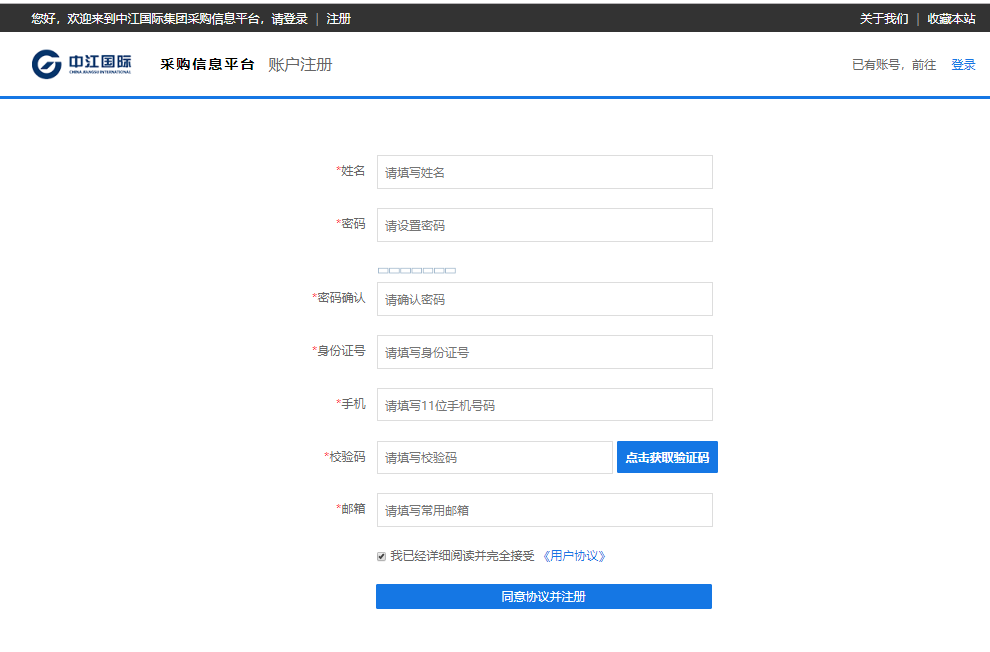 您好，欢迎来到中江国际集团采购信息平台，请登录 | 注册
关于我们 | 收藏本站
中江国际
CHINA JIANGSU INTERNATIONAL
采购信息平台 账户注册
已有账号，前往 登录
*姓名 请填写姓名
*密码 请设置密码
*密码确认 请确认密码
*身份证号 请填写身份证号
*手机 请填写11位手机号码
*校验码 请填写校验码 点击获取验证码
*邮箱 请填写常用邮箱
我已经详细阅读并完全接受 《用户协议》
同意协议并注册